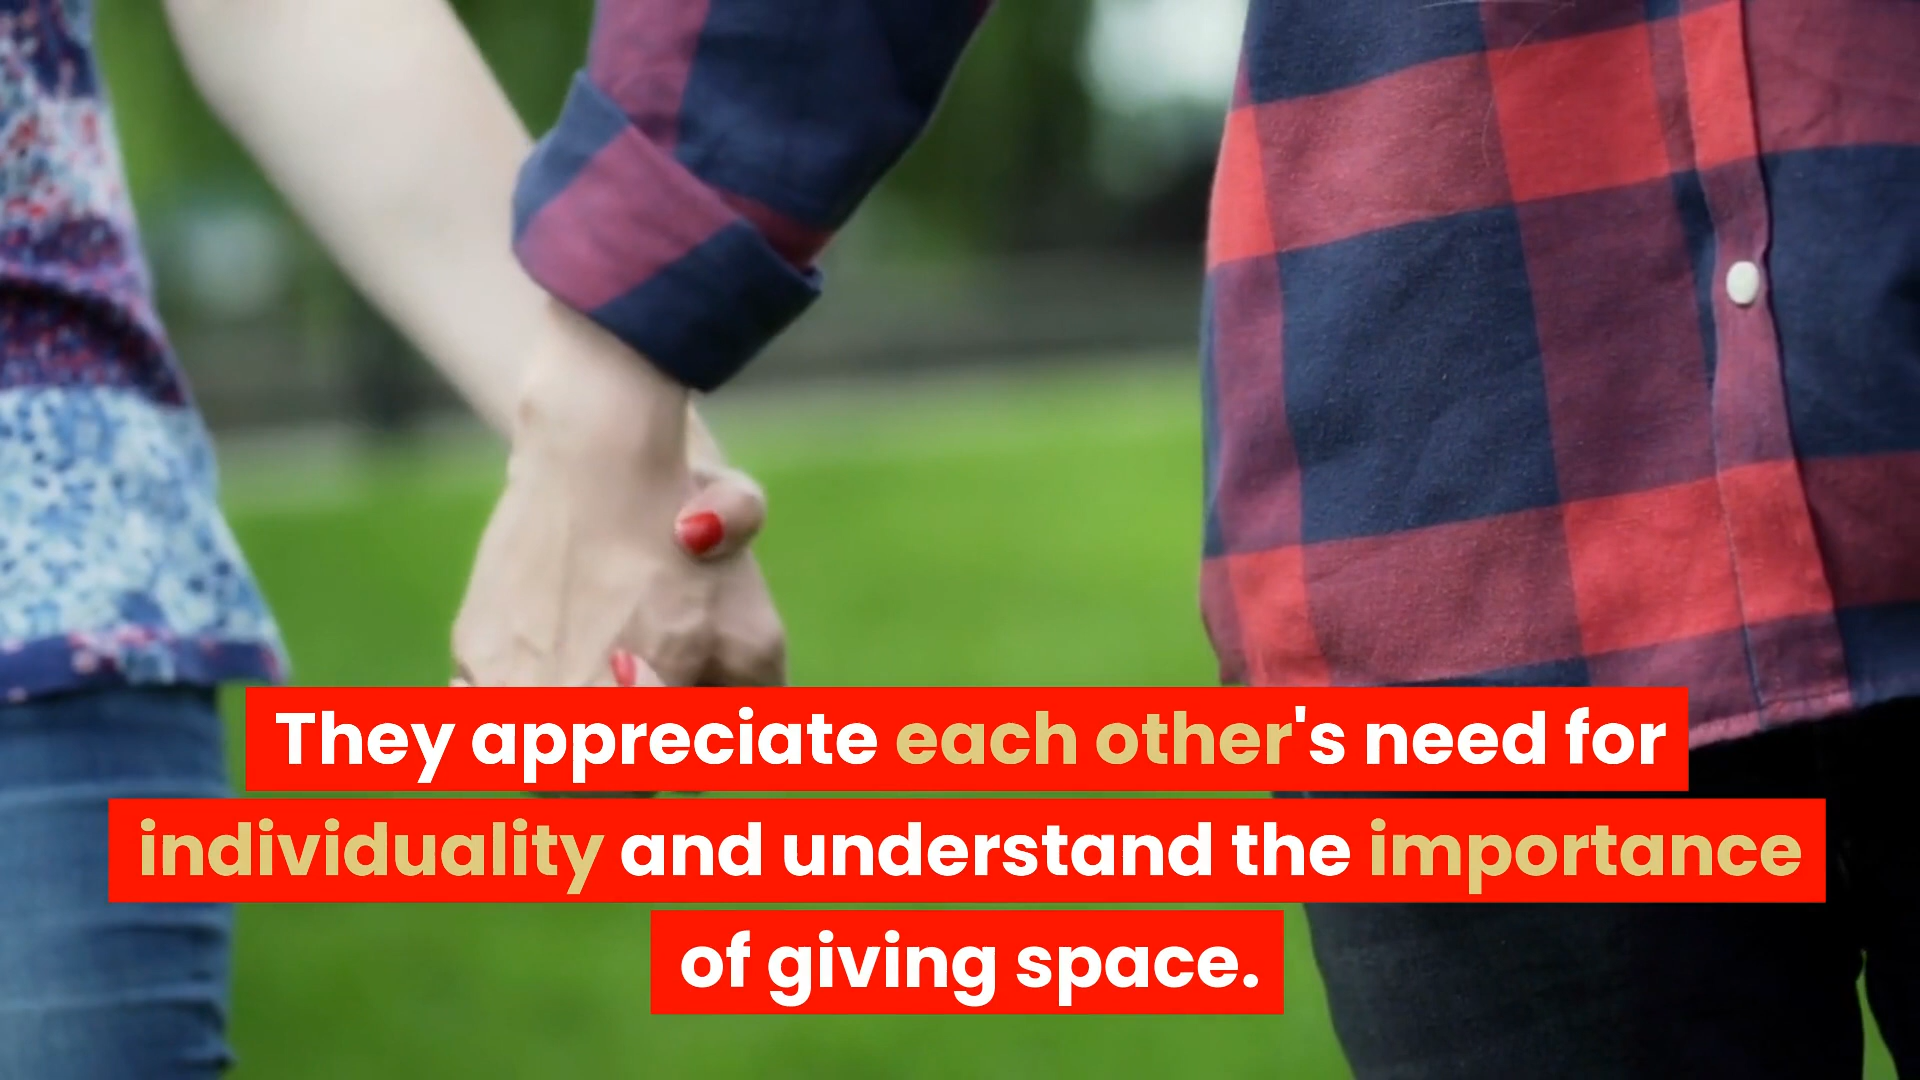 They appreciate each other's need for
individuality and understand the importance
of giving space.